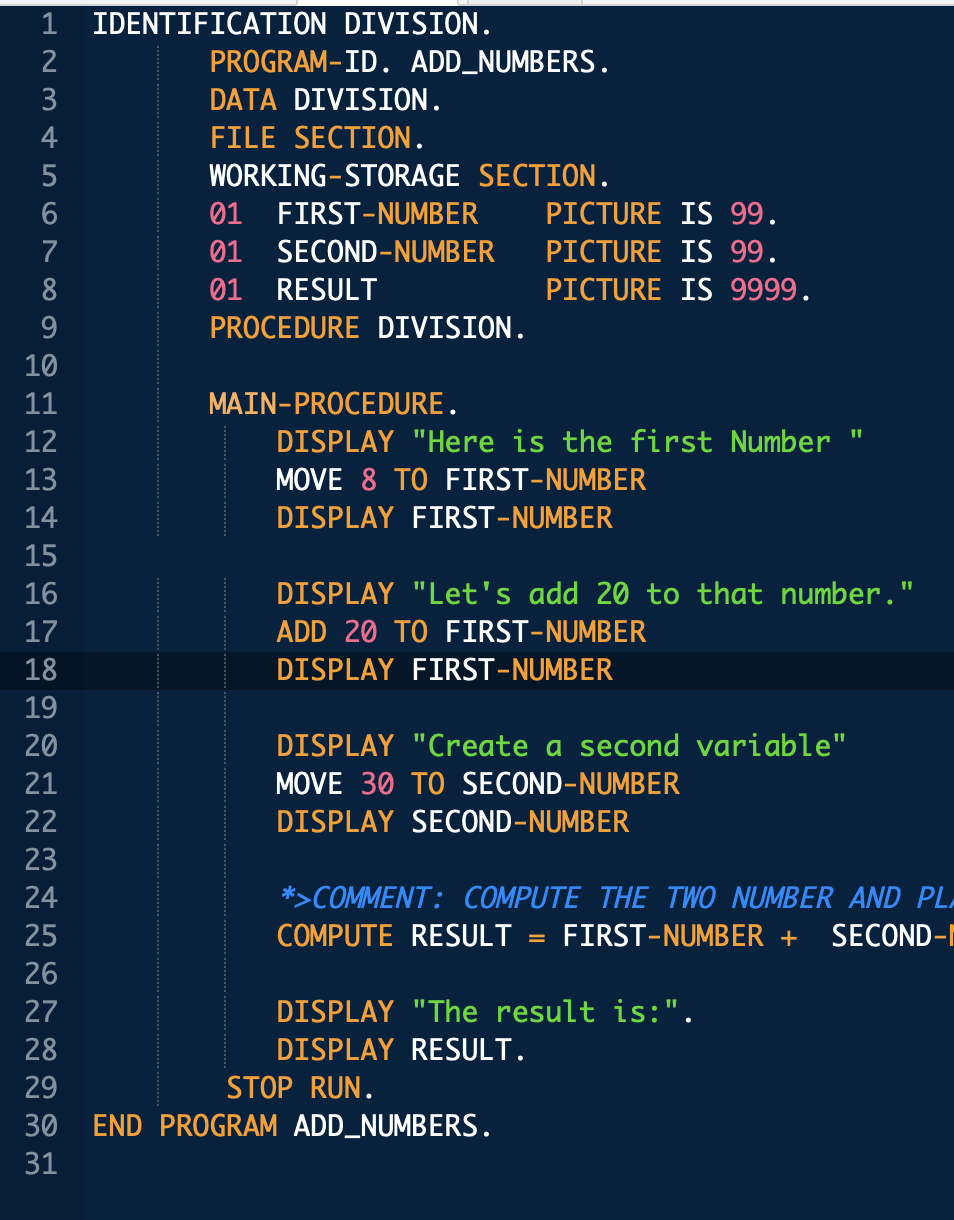 1 IDENTIFICATION DIVISION.
2 PROGRAM-ID. ADD_NUMBERS.
3 DATA DIVISION.
4 FILE SECTION.
5 WORKING-STORAGE SECTION.
6 01  FIRST-NUMBER    PICTURE IS 99.
7 01  SECOND-NUMBER   PICTURE IS 99.
8 01  RESULT          PICTURE IS 9999.
9 PROCEDURE DIVISION.
10
11 MAIN-PROCEDURE.
12 DISPLAY "Here is the first Number "
13 MOVE 8 TO FIRST-NUMBER
14 DISPLAY FIRST-NUMBER
15
16 DISPLAY "Let's add 20 to that number."
17 ADD 20 TO FIRST-NUMBER
18 DISPLAY FIRST-NUMBER
19
20 DISPLAY "Create a second variable"
21 MOVE 30 TO SECOND-NUMBER
22 DISPLAY SECOND-NUMBER
23
24 *>COMMENT: COMPUTE THE TWO NUMBER AND
25 COMPUTE RESULT = FIRST-NUMBER +  SECOND-
26
27 DISPLAY "The result is:".
28 DISPLAY RESULT.
29 STOP RUN.
30 END PROGRAM ADD_NUMBERS.
31